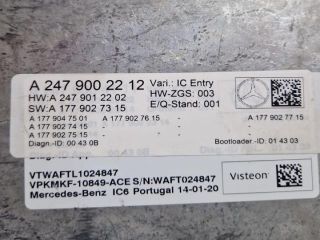 A 247 900 22 12 Vari.: IC Entry
HW:A 247 901 22 02 HW-ZGS: 003
SW:A 177 902 73 15 E/Q-Stand: 001
A 177 904 75 01 A 177 902 76 15 A 177 902 77 15
A 177 902 74 15 --- ---
A 177 902 75 15 --- ---
Diagn.-ID: 00 43 0B Bootloader -ID: 01 43 03
Diagn.-ID
VTWAFTL1024847
VPKMKF-10849-ACE S/N:WAFT024847
Mercedes-Benz IC6 Portugal 14-01-20
Visteon